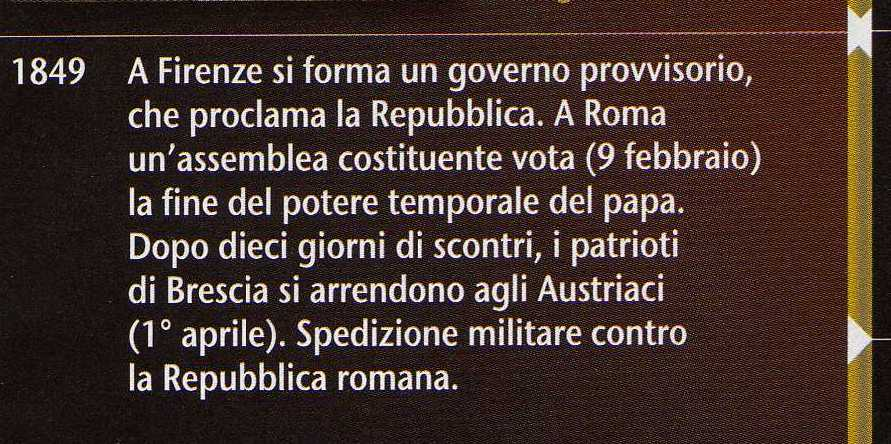 1849 A Firenze si forma un governo provvisorio,
che proclama la Repubblica. A Roma
un’assemblea costituente vota (9 febbraio)
la fine del potere temporale del papa.
Dopo dieci giorni di scontri, i patrioti
di Brescia si arrendono agli Austriaci
(1° aprile). Spedizione militare contro
la Repubblica romana.